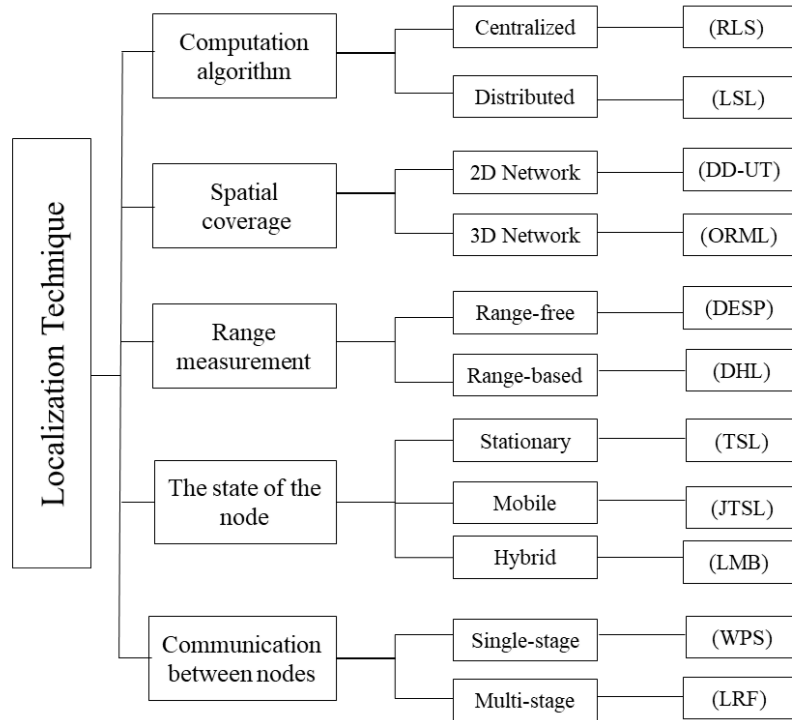 Localization Technique
Computation
algorithm
Centralized
(RLS)
Distributed
(LSL)
Spatial
coverage
2D Network
(DD-UT)
3D Network
(ORML)
Range
measurement
Range-free
(DESP)
Range-based
(DHL)
The state of the
node
Stationary
(TSL)
Mobile
(JTSL)
Hybrid
(LMB)
Communication
between nodes
Single-stage
(WPS)
Multi-stage
(LRF)